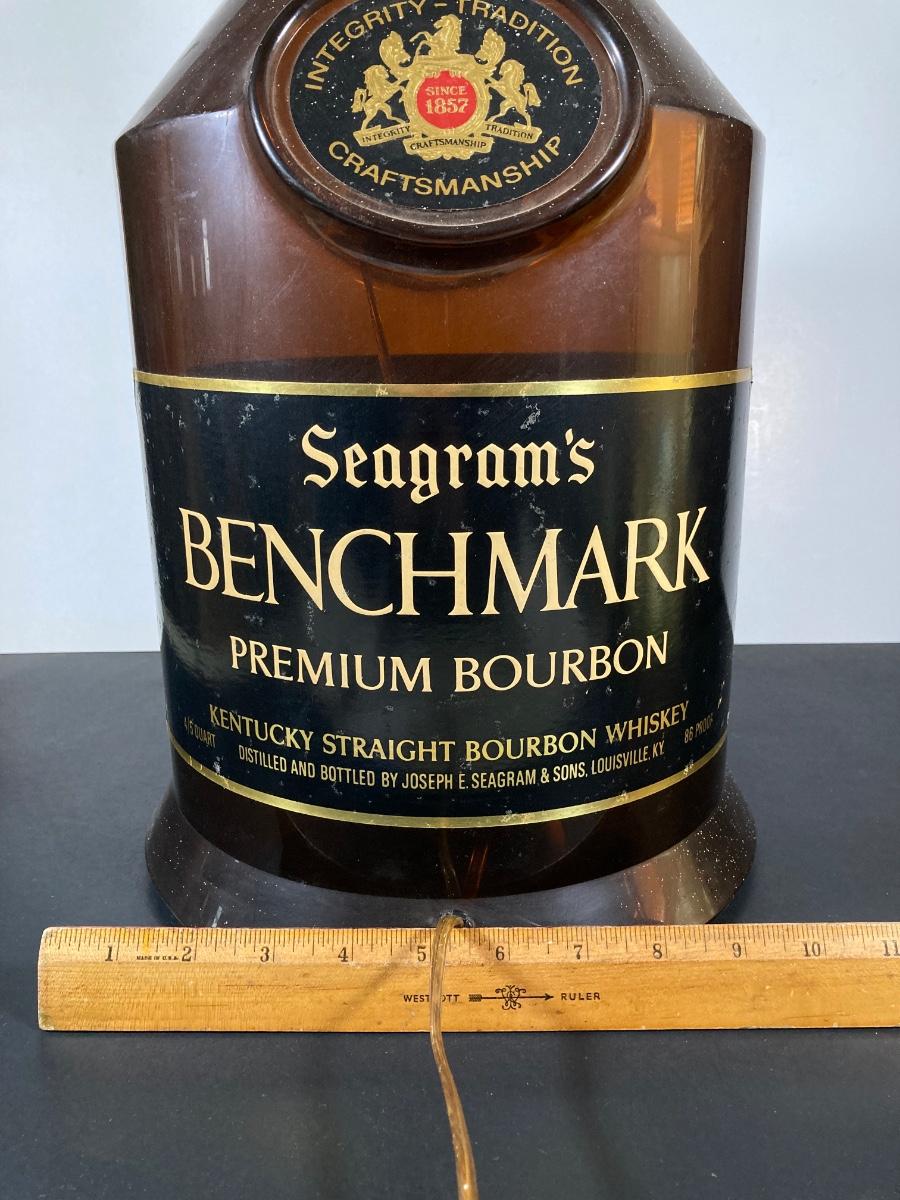 INTEGRITY - TRADITION
SINCE
1857
INTEGRITY
TRADITION
CRAFTSMANSHIP
CRAFTSMANSHIP
Seagram's
BENCHMARK
PREMIUM BOURBON
KENTUCKY STRAIGHT BOURBON WHISKEY
4/5 QUART
86 PROOF
DISTILLED AND BOTTLED BY JOSEPH E. SEAGRAM & SONS, LOUISVILLE, KY.
1 2 3 4 5 6 7 8 9 10 11
MADE IN U.S.A.
WESTCOTT RULER